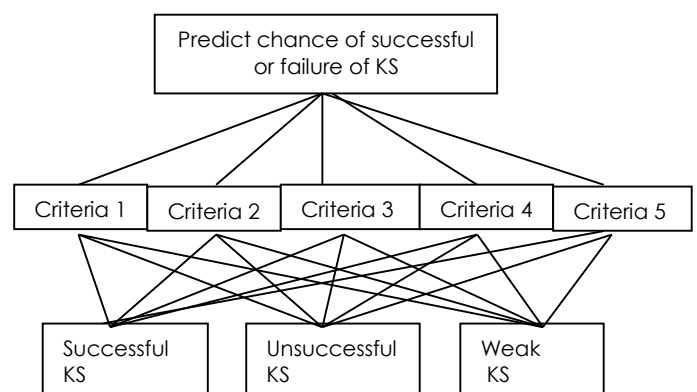 Predict chance of successful
or failure of KS
Criteria 1
Criteria 2
Criteria 3
Criteria 4
Criteria 5
Successful
KS
Unsuccessful
KS
Weak
KS